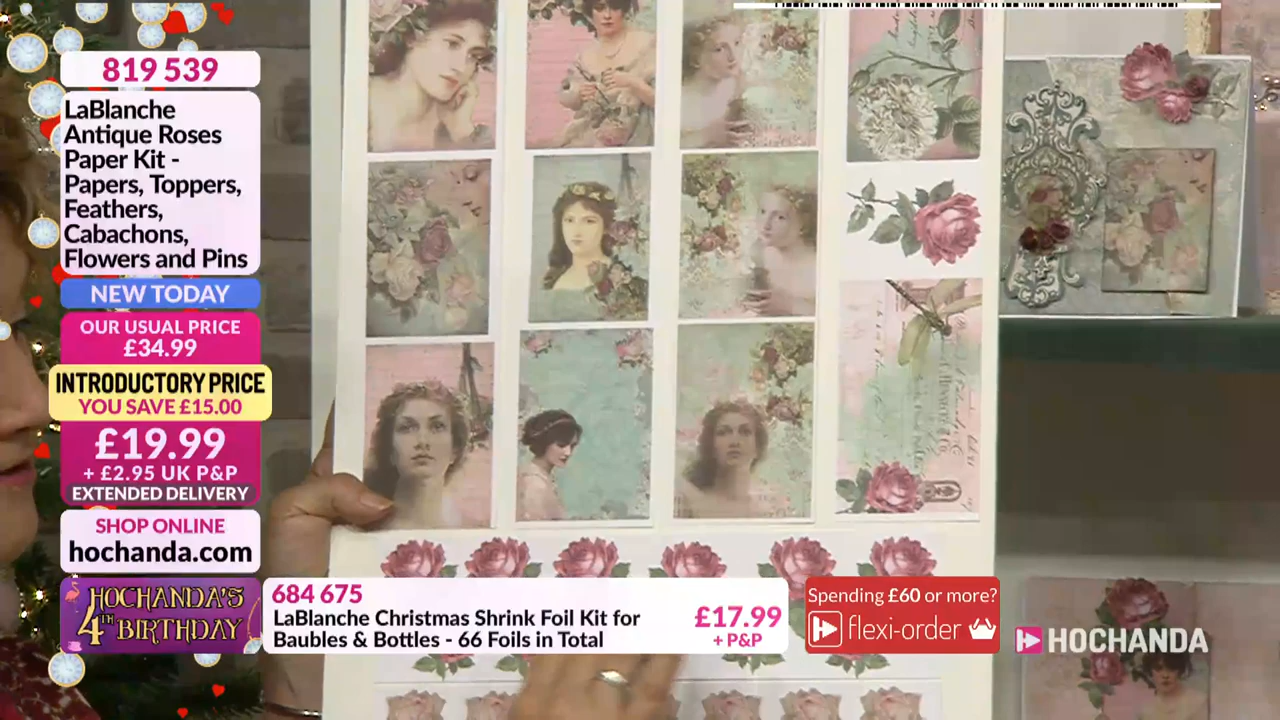 819 539
LaBlanche
Antique Roses
Paper Kit -
Papers, Toppers,
Feathers,
Cabachons,
Flowers and Pins
NEW TODAY
OUR USUAL PRICE
£34.99
INTRODUCTORY PRICE
YOU SAVE £15.00
£19.99
+ £2.95 UK P&P
EXTENDED DELIVERY
SHOP ONLINE
hochanda.com
HOCHANDA'S
4TH BIRTHDAY
684 675
LaBlanche Christmas Shrink Foil Kit for
Baubles & Bottles - 66 Foils in Total
£17.99
+ P&P
Spending £60 or more?
flexi-order
HOCHANDA